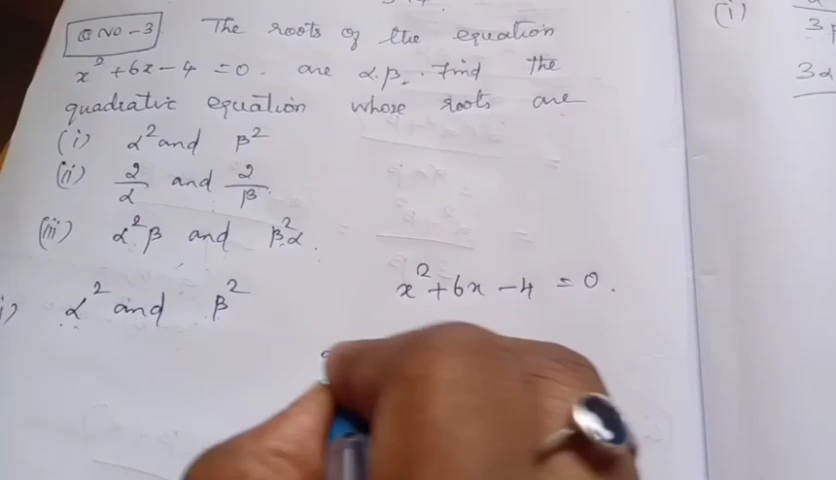 Q NO-3 The roots of the equation
x² + 6x - 4 = 0. are α, β. Find the
quadratic equation whose roots are
(i) α² and β²
(ii) 2/α and 2/β.
(iii) α²β and β²α.
i) α² and β²
x² + 6x - 4 = 0.
(i)
3α